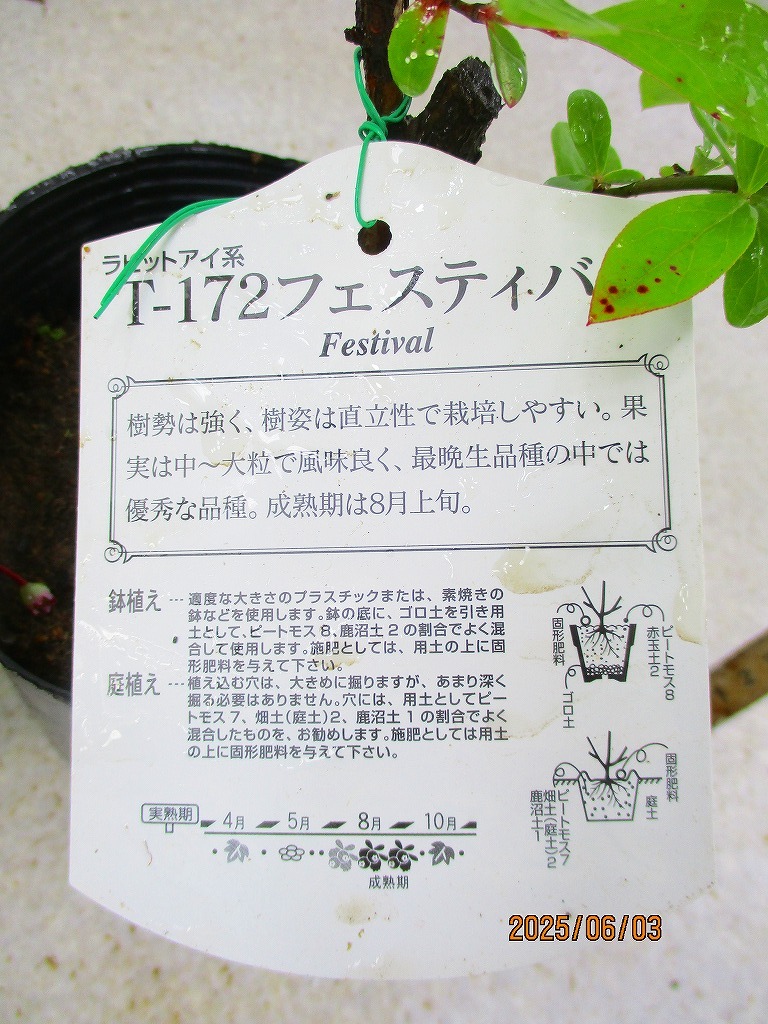 ラビットアイ系
T-172フェスティバ
Festival
樹勢は強く、樹姿は直立性で栽培しやすい。果
実は中〜大粒で風味良く、最晩生品種の中では
優秀な品種。成熟期は8月上旬。
鉢植え --- 適度な大きさのプラスチックまたは、素焼きの
鉢などを使用します。鉢の底に、ゴロ土を引き用
土として、ピートモス8、鹿沼土2の割合でよく混
合して使用します。施肥としては、用土の上に固
形肥料を与えて下さい。
固形肥料
ゴロ土
ピートモス8
赤玉土2
庭植え --- 植え込む穴は、大きめに掘りますが、あまり深く
掘る必要はありません。穴には、用土としてピー
トモス7、畑土(庭土)2、鹿沼土1の割合でよく
混合したものを、お勧めします。施肥としては用土
の上に固形肥料を与えて下さい。
固形肥料
庭土
ピートモス7
畑土(庭土)2
鹿沼土1
実熟期
4月 5月 8月 10月
成熟期
2025/06/03